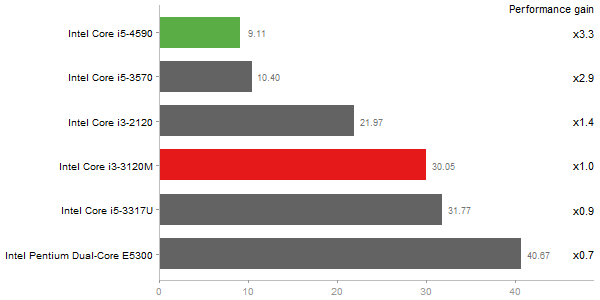 Performance gain
Intel Core i5-4590 9.11 x3.3
Intel Core i5-3570 10.40 x2.9
Intel Core i3-2120 21.97 x1.4
Intel Core i3-3120M 30.05 x1.0
Intel Core i5-3317U 31.77 x0.9
Intel Pentium Dual-Core E5300 40.67 x0.7
0 10 20 30 40